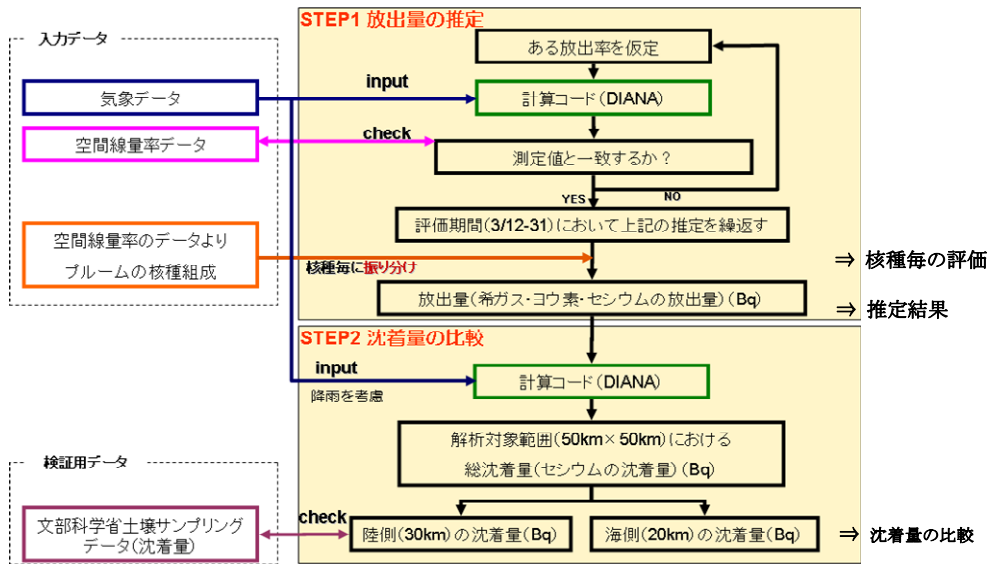 STEP1 放出量の推定
入力データ
ある放出率を仮定
気象データ
input
計算コード(DIANA)
空間線量率データ
check
測定値と一致するか？
YES
NO
評価期間(3/12-31)において上記の推定を繰返す
空間線量率のデータより
プルームの核種組成
核種毎に振り分け
⇒ 核種毎の評価
放出量(希ガス・ヨウ素・セシウムの放出量)(Bq)
⇒ 推定結果
STEP2 沈着量の比較
input
降雨を考慮
計算コード(DIANA)
解析対象範囲(50km×50km)における
総沈着量(セシウムの沈着量)(Bq)
検証用データ
文部科学省土壌サンプリング
データ(沈着量)
check
陸側(30km)の沈着量(Bq)
海側(20km)の沈着量(Bq)
⇒ 沈着量の比較